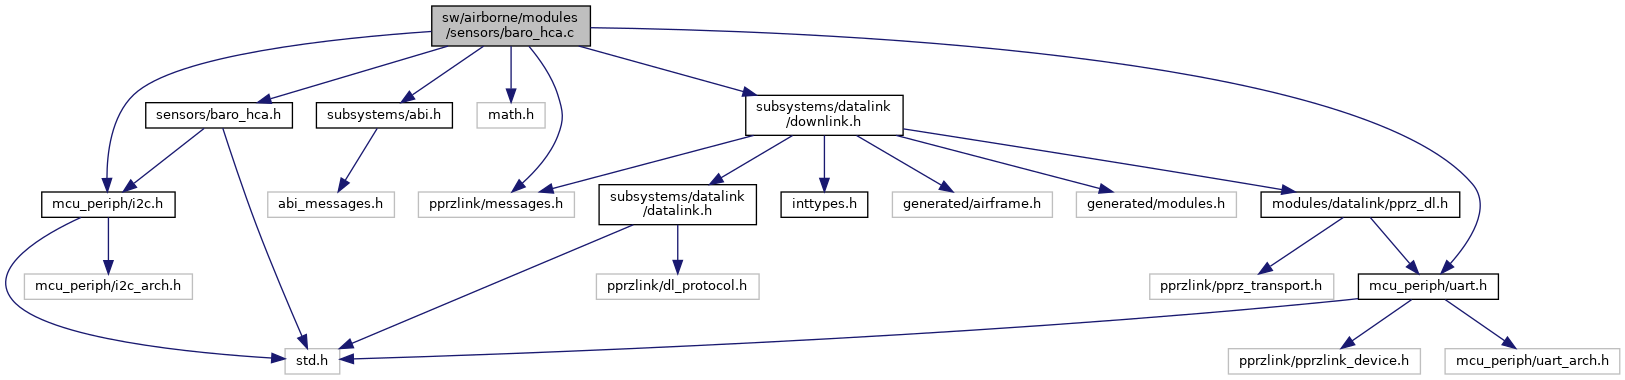 sw/airborne/modules
/sensors/baro_hca.c
subsystems/datalink
/downlink.h
sensors/baro_hca.h
subsystems/abi.h
math.h
mcu_periph/i2c.h
abi_messages.h
pprzlink/messages.h
subsystems/datalink
/datalink.h
inttypes.h
generated/airframe.h
generated/modules.h
modules/datalink/pprz_dl.h
mcu_periph/i2c_arch.h
pprzlink/dl_protocol.h
pprzlink/pprz_transport.h
mcu_periph/uart.h
std.h
pprzlink/pprzlink_device.h
mcu_periph/uart_arch.h